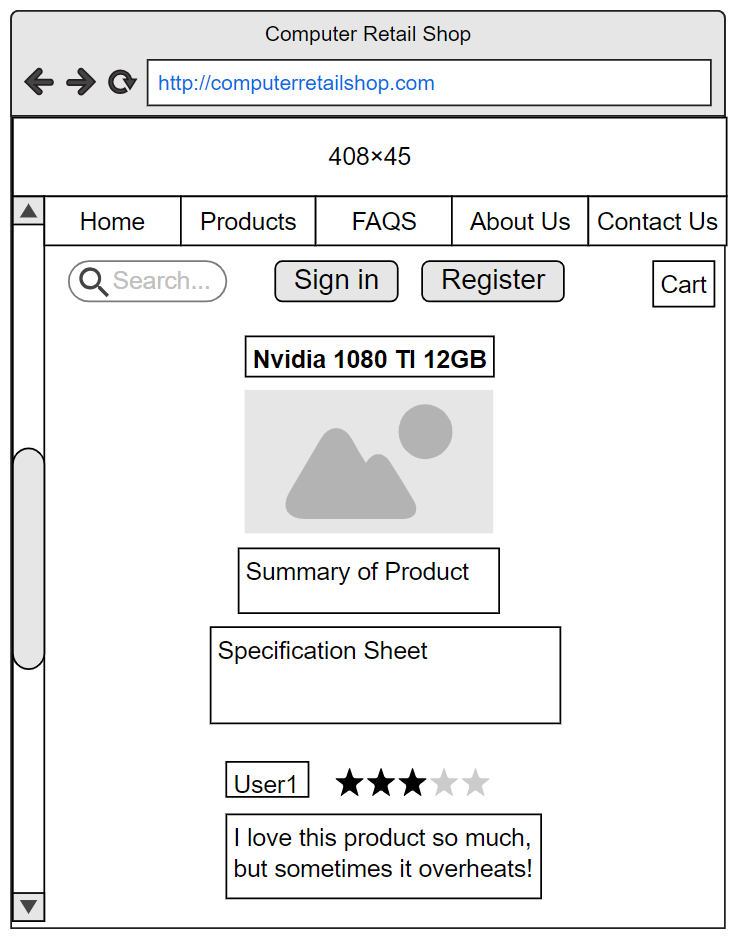 Computer Retail Shop
http://computerretailshop.com
408×45
Home Products FAQS About Us Contact Us
Search... Sign in Register Cart
Nvidia 1080 TI 12GB
Summary of Product
Specification Sheet
User1
I love this product so much,
but sometimes it overheats!